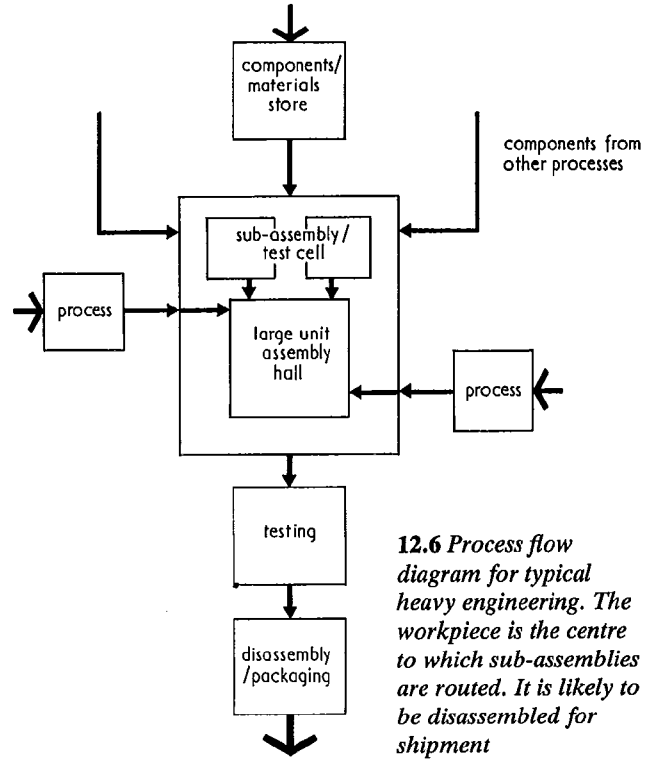 components/
materials
store
components from
other processes
sub-assembly/
test cell
process
large unit
assembly
hall
process
testing
12.6 Process flow
diagram for typical
heavy engineering. The
workpiece is the centre
to which sub-assemblies
are routed. It is likely to
be disassembled for
shipment
disassembly
/packaging